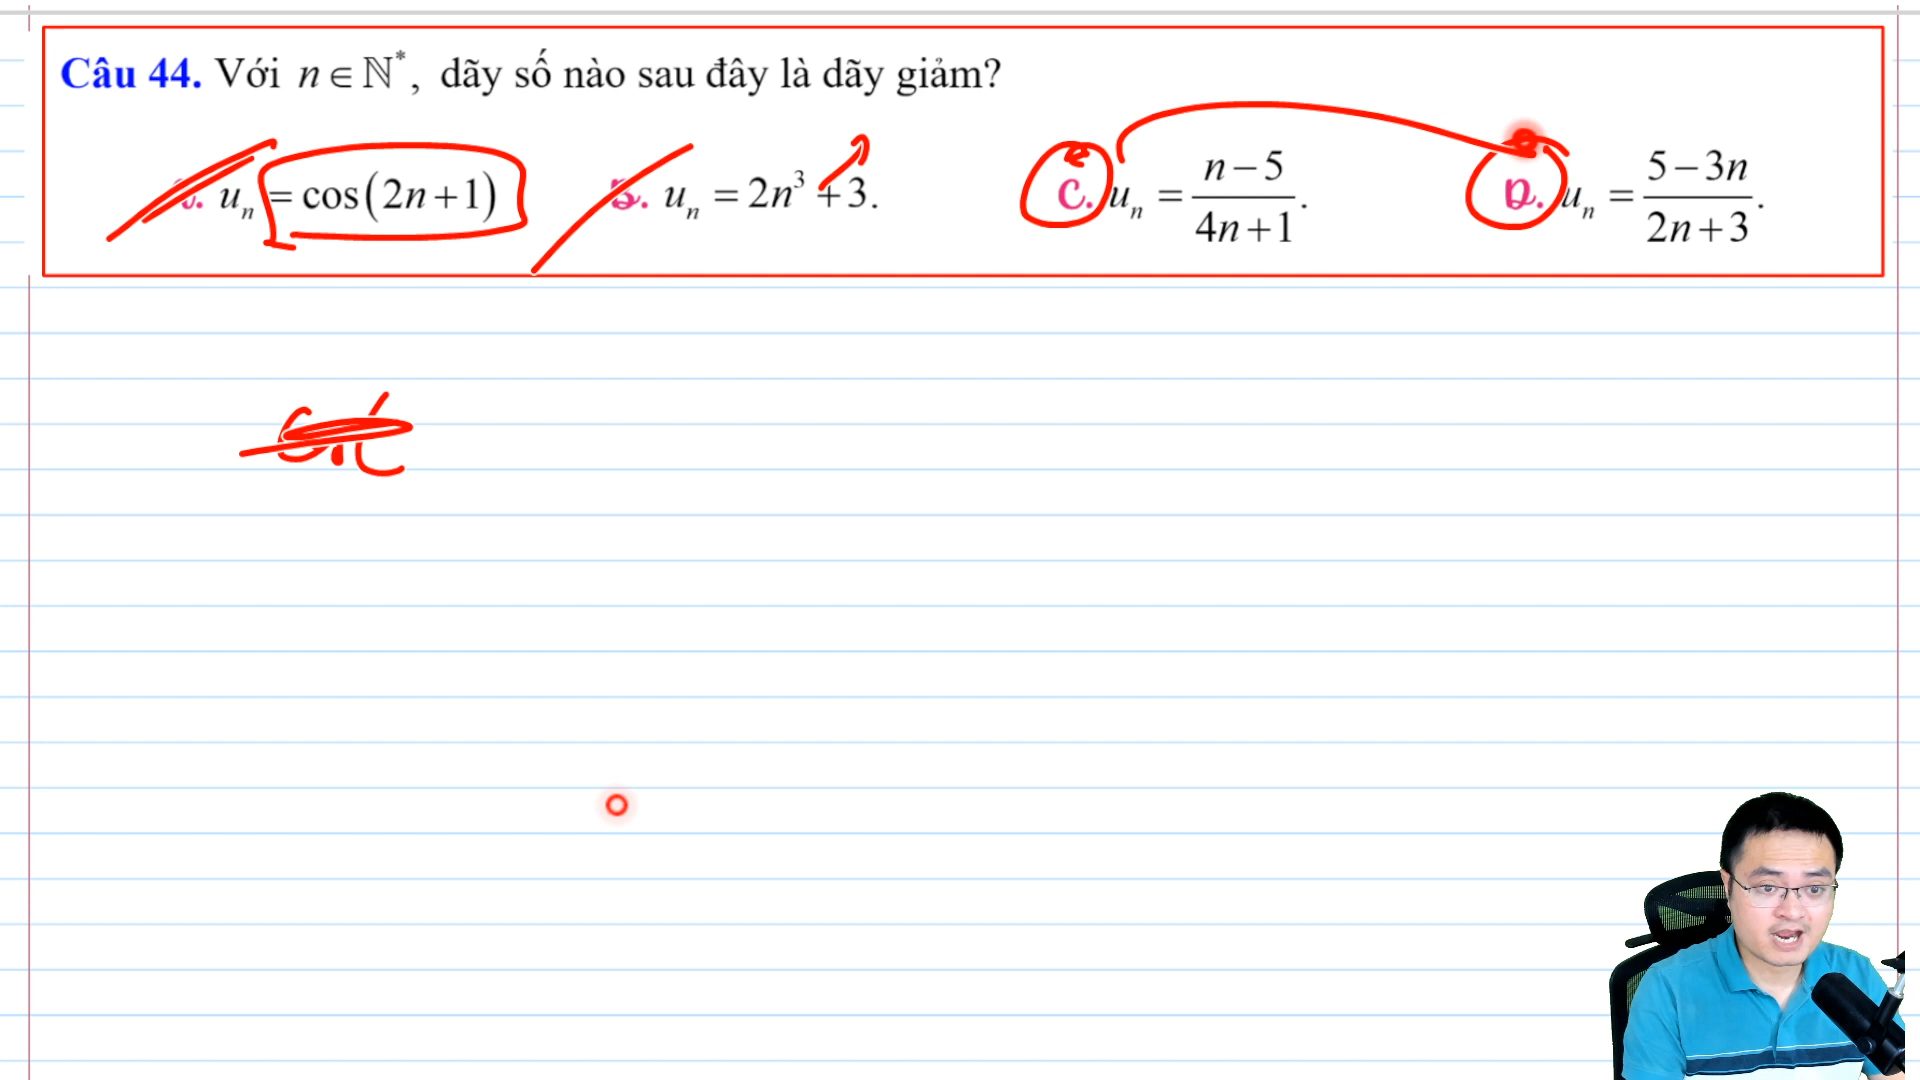 Câu 44. Với n ∈ ℕ*, dãy số nào sau đây là dãy giảm?
uₙ = cos(2n+1) B. uₙ = 2n³ + 3. C. uₙ = (n−5)/(4n+1). D. uₙ = (5−3n)/(2n+3).